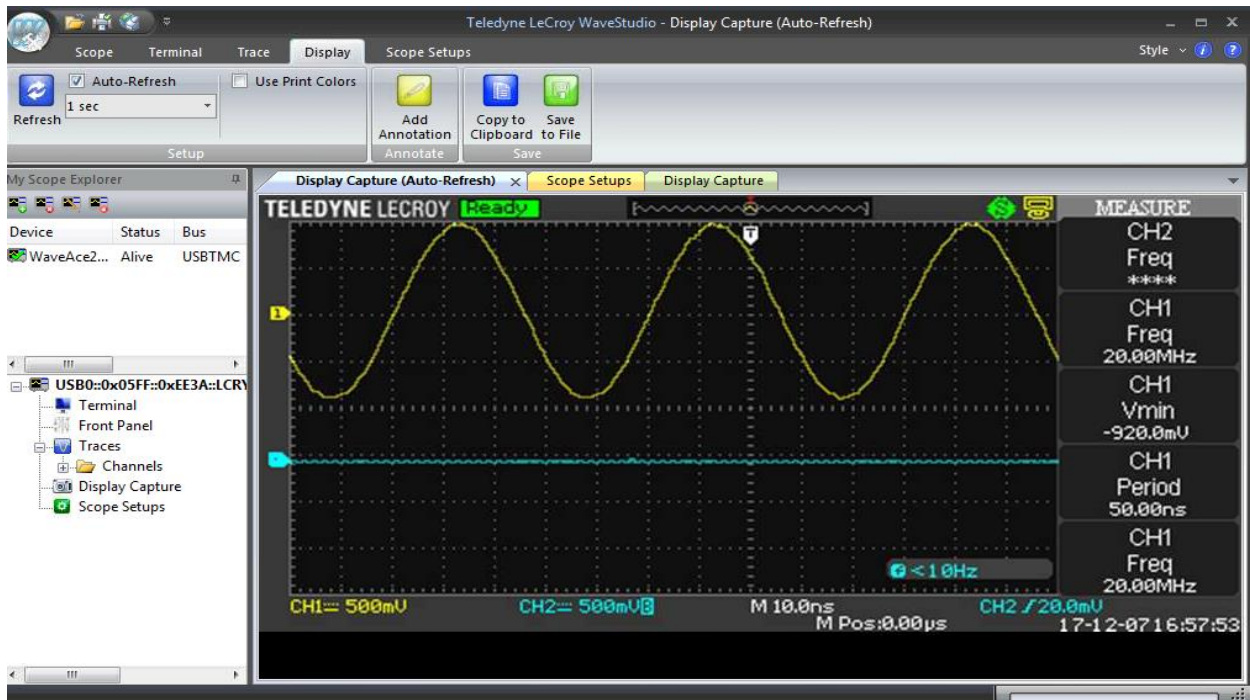 Teledyne LeCroy WaveStudio - Display Capture (Auto-Refresh)
Scope Terminal Trace Display Scope Setups Style
Auto-Refresh
Use Print Colors
1 sec
Refresh
Add Annotation
Copy to Clipboard
Save to File
Setup Annotate Save
My Scope Explorer
Display Capture (Auto-Refresh) Scope Setups Display Capture
Device Status Bus
WaveAce2... Alive USBTMC
USB0::0x05FF::0xEE3A::LCRY
Terminal
Front Panel
Traces
Channels
Display Capture
Scope Setups
TELEDYNE LECROY Ready
T
1
MEASURE
CH2
Freq
****
CH1
Freq
20.00MHz
CH1
Vmin
-920.0mV
CH1
Period
50.00ns
CH1
Freq
20.00MHz
<10Hz
CH1 500mV CH2 500mV B M 10.0ns CH2 20.0mV
M Pos:0.00µs 17-12-07 16:57:53